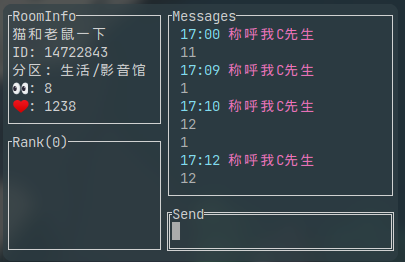 RoomInfo
猫和老鼠一下
ID: 14722843
分区: 生活/影音馆
👀: 8
❤️: 1238
Rank(0)
Messages
17:00 称呼我C先生
11
17:09 称呼我C先生
1
17:10 称呼我C先生
12
1
17:12 称呼我C先生
12
Send